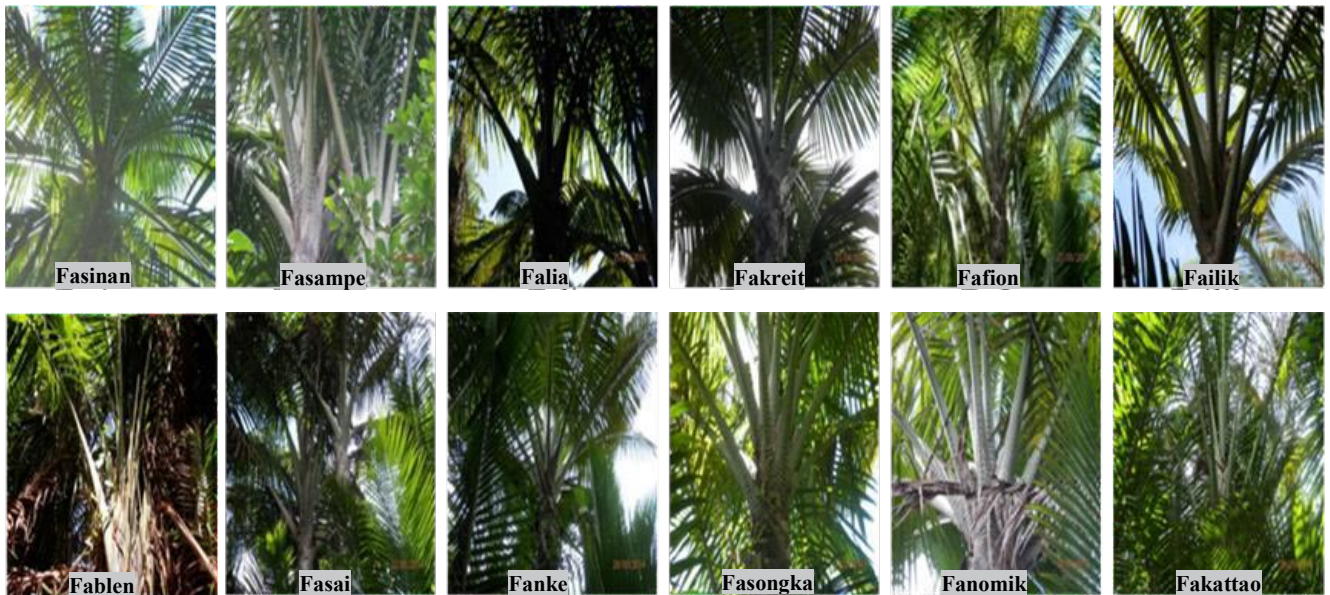 Fasinan
Fasampe
Falia
Fakreit
Fafion
Failik
Fablen
Fasai
Fanke
Fasongka
Fanomik
Fakattao